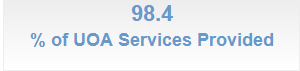 98.4
% of UOA Services Provided